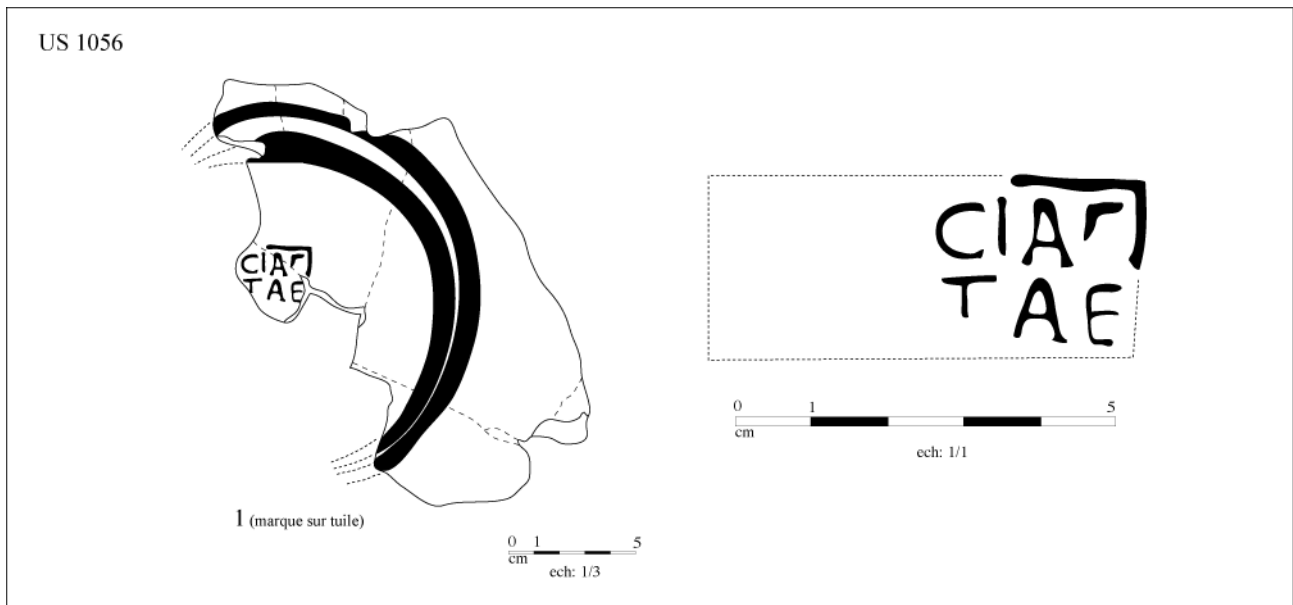 US 1056
CIA
TAE
CIA
TAE
1 (marque sur tuile)
0 1 5
cm
ech: 1/3
0 1 5
cm
ech: 1/1